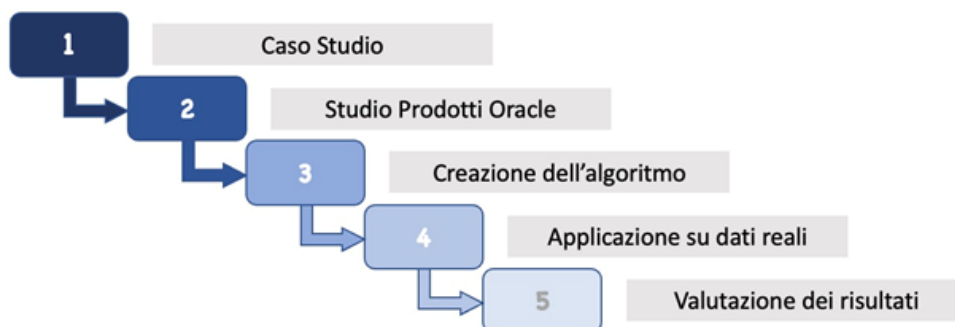 1
Caso Studio
2
Studio Prodotti Oracle
3
Creazione dell'algoritmo
4
Applicazione su dati reali
5
Valutazione dei risultati